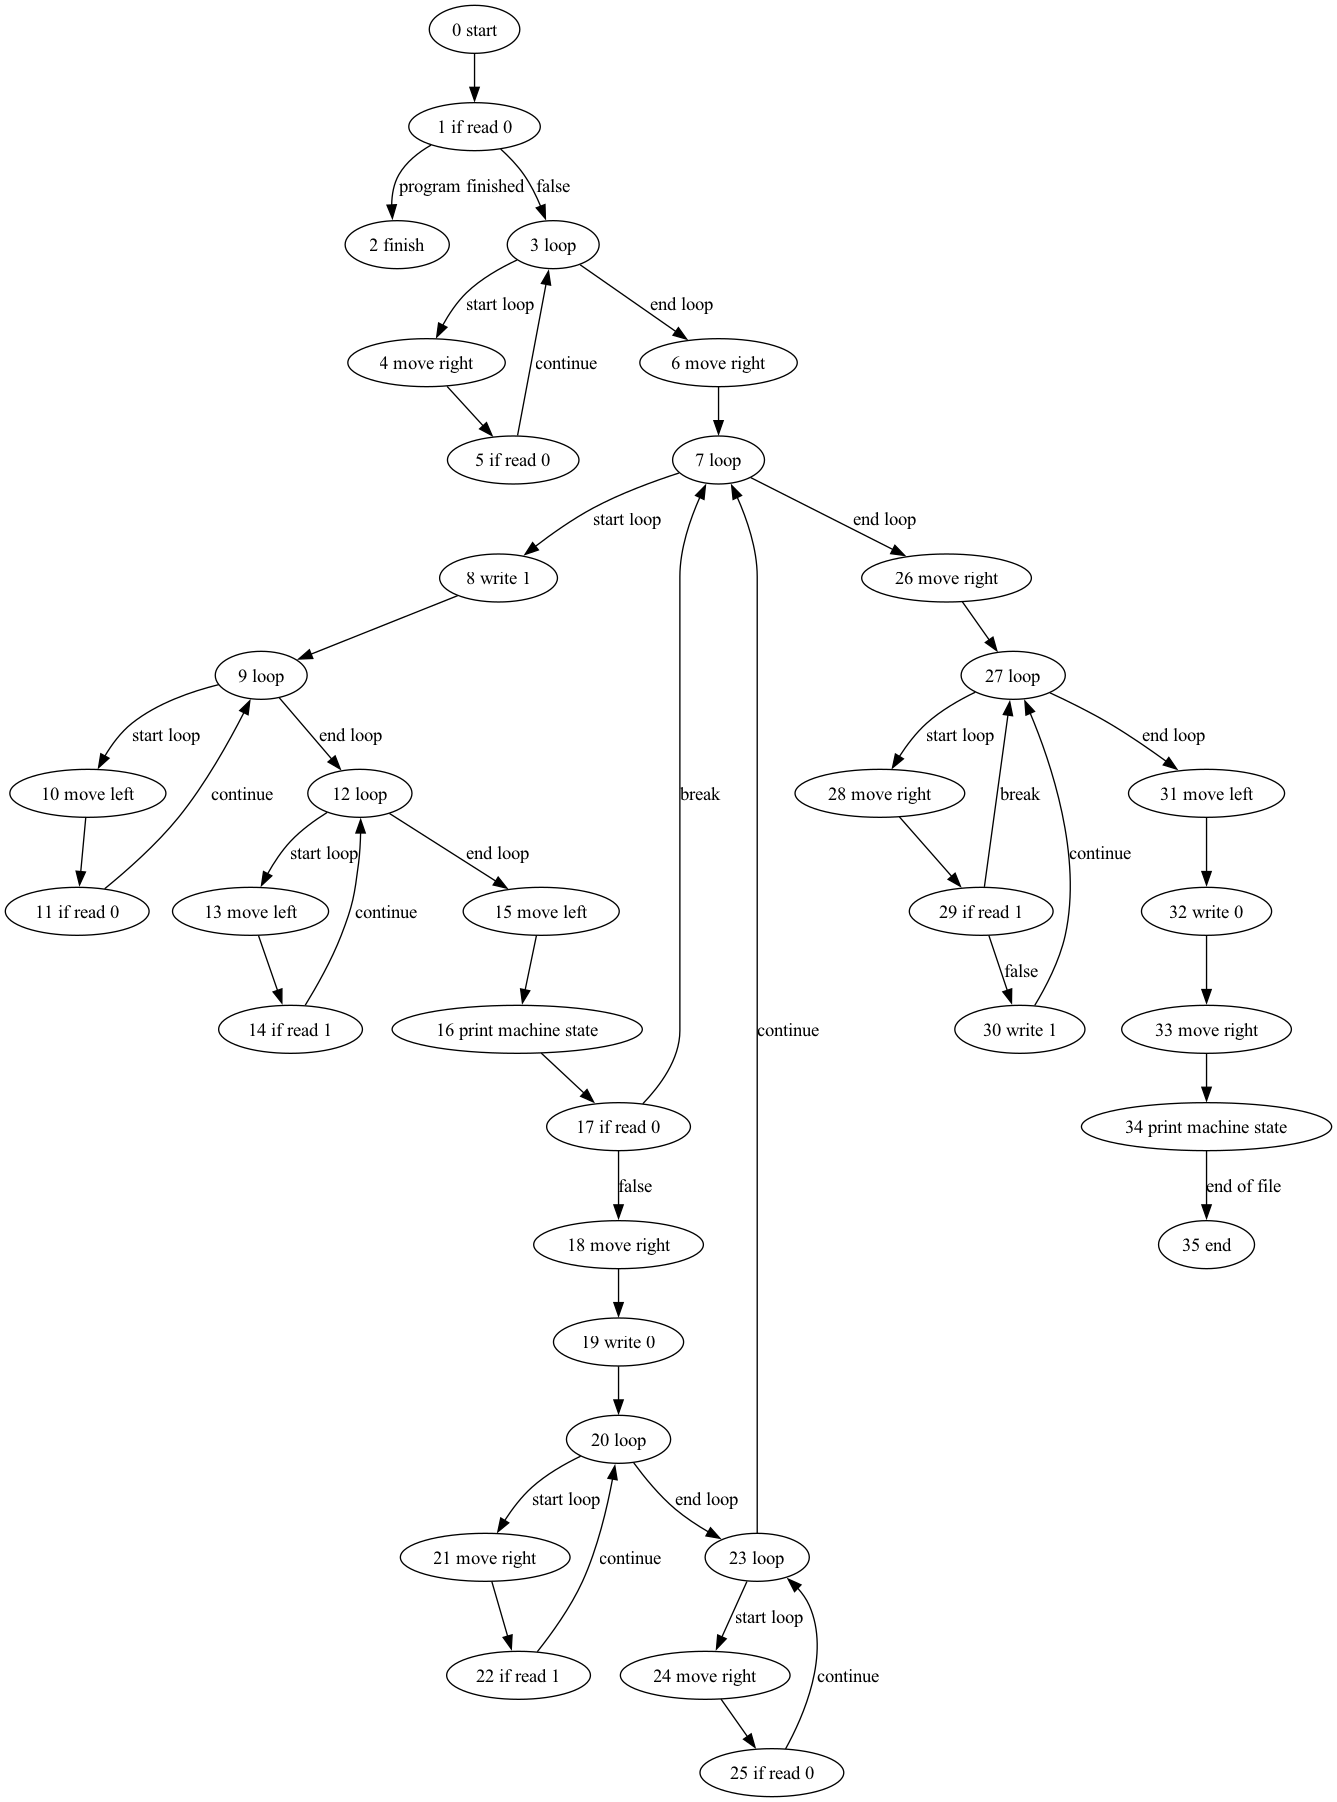 0 start
1 if read 0
program finished
false
2 finish
3 loop
start loop
end loop
4 move right
continue
6 move right
5 if read 0
7 loop
start loop
end loop
8 write 1
26 move right
9 loop
27 loop
start loop
end loop
start loop
end loop
10 move left
continue
12 loop
break
28 move right
break
31 move left
start loop
end loop
continue
11 if read 0
13 move left
continue
15 move left
29 if read 1
32 write 0
false
14 if read 1
16 print machine state
continue
30 write 1
33 move right
17 if read 0
34 print machine state
false
end of file
18 move right
35 end
19 write 0
20 loop
start loop
end loop
21 move right
continue
23 loop
start loop
22 if read 1
24 move right
continue
25 if read 0